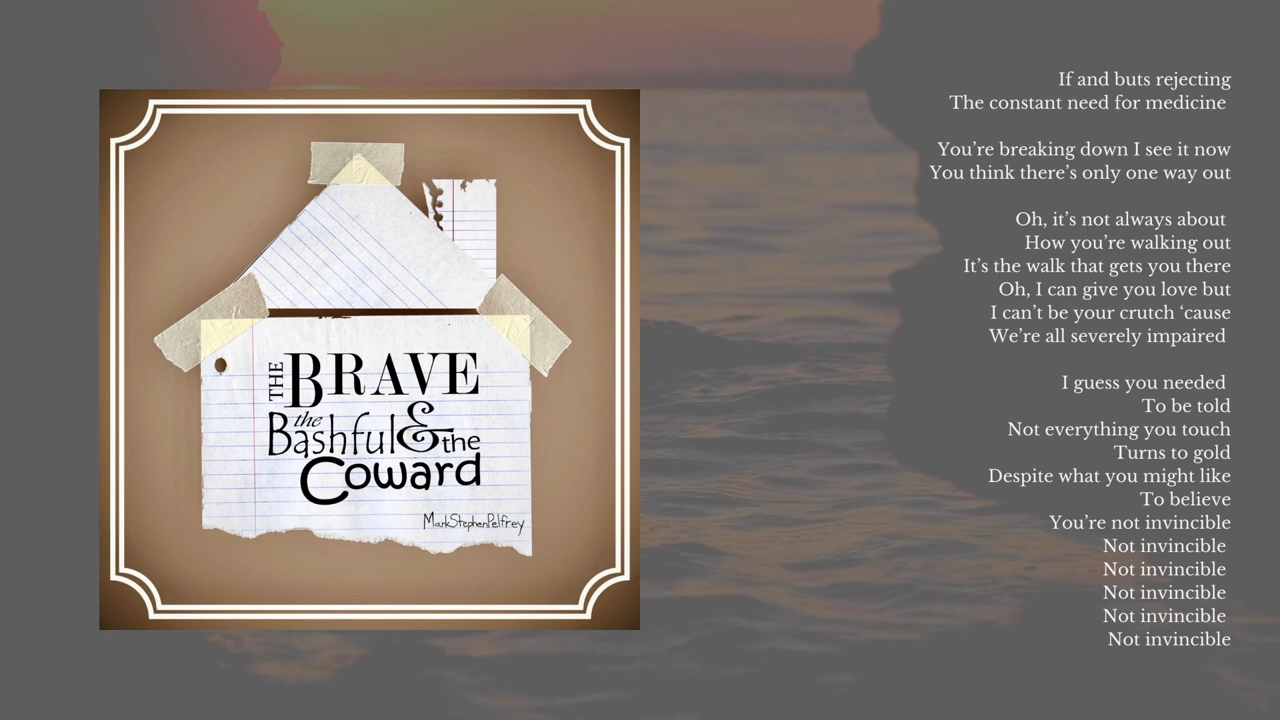 THE BRAVE
the
Bashful & the
Coward
MarkStephenPelfrey
If and buts rejecting
The constant need for medicine
You’re breaking down I see it now
You think there’s only one way out
Oh, it’s not always about
How you’re walking out
It’s the walk that gets you there
Oh, I can give you love but
I can’t be your crutch ‘cause
We’re all severely impaired
I guess you needed
To be told
Not everything you touch
Turns to gold
Despite what you might like
To believe
You’re not invincible
Not invincible
Not invincible
Not invincible
Not invincible
Not invincible